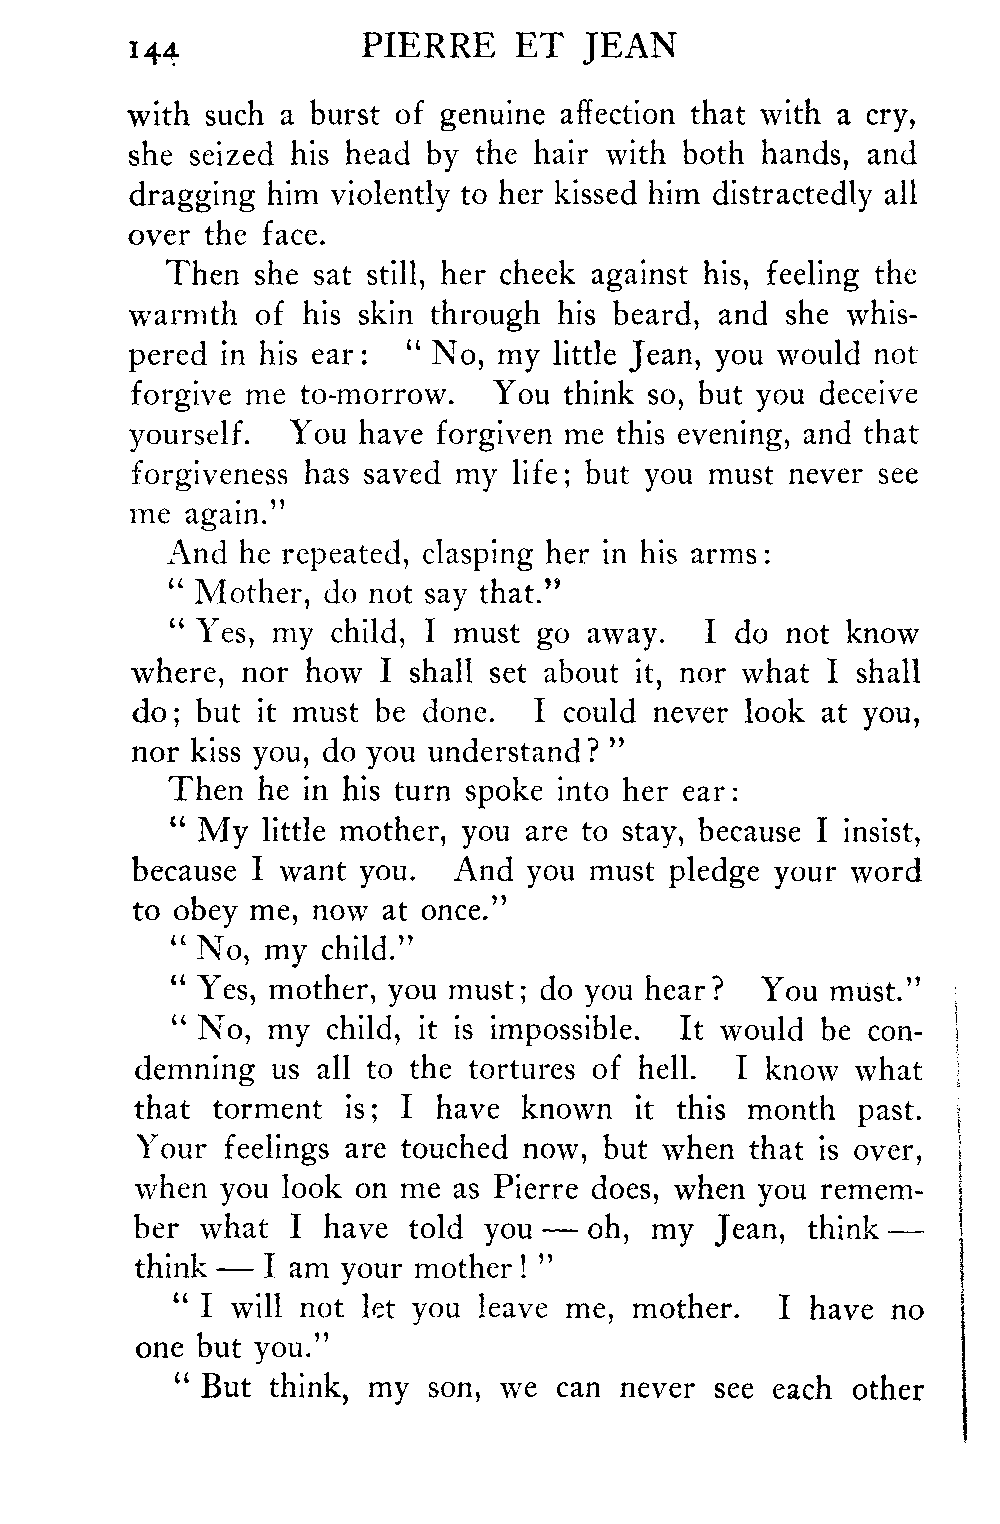 144 PIERRE ET JEAN
with such a burst of genuine affection that with a cry,
she seized his head by the hair with both hands, and
dragging him violently to her kissed him distractedly all
over the face.
Then she sat still, her cheek against his, feeling the
warmth of his skin through his beard, and she whis-
pered in his ear: “ No, my little Jean, you would not
forgive me to-morrow. You think so, but you deceive
yourself. You have forgiven me this evening, and that
forgiveness has saved my life; but you must never see
me again.”
And he repeated, clasping her in his arms:
“ Mother, do not say that.”
“ Yes, my child, I must go away. I do not know
where, nor how I shall set about it, nor what I shall
do; but it must be done. I could never look at you,
nor kiss you, do you understand? ”
Then he in his turn spoke into her ear:
“ My little mother, you are to stay, because I insist,
because I want you. And you must pledge your word
to obey me, now at once.”
“ No, my child.”
“ Yes, mother, you must; do you hear? You must.”
“ No, my child, it is impossible. It would be con-
demning us all to the tortures of hell. I know what
that torment is; I have known it this month past.
Your feelings are touched now, but when that is over,
when you look on me as Pierre does, when you remem-
ber what I have told you — oh, my Jean, think —
think — I am your mother! ”
“ I will not let you leave me, mother. I have no
one but you.”
“ But think, my son, we can never see each other